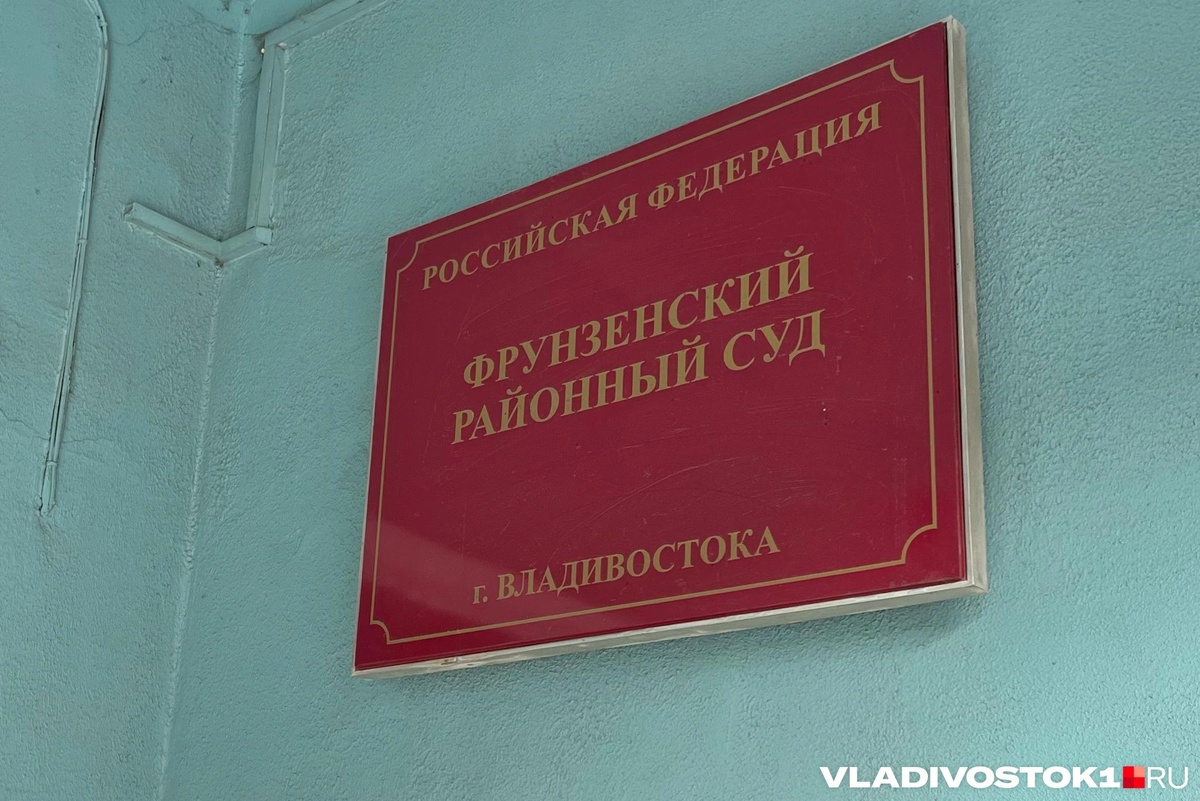 РОССИЙСКАЯ ФЕДЕРАЦИЯ
ФРУНЗЕНСКИЙ
РАЙОННЫЙ СУД
г. ВЛАДИВОСТОКА
VLADIVOSTOK1.RU